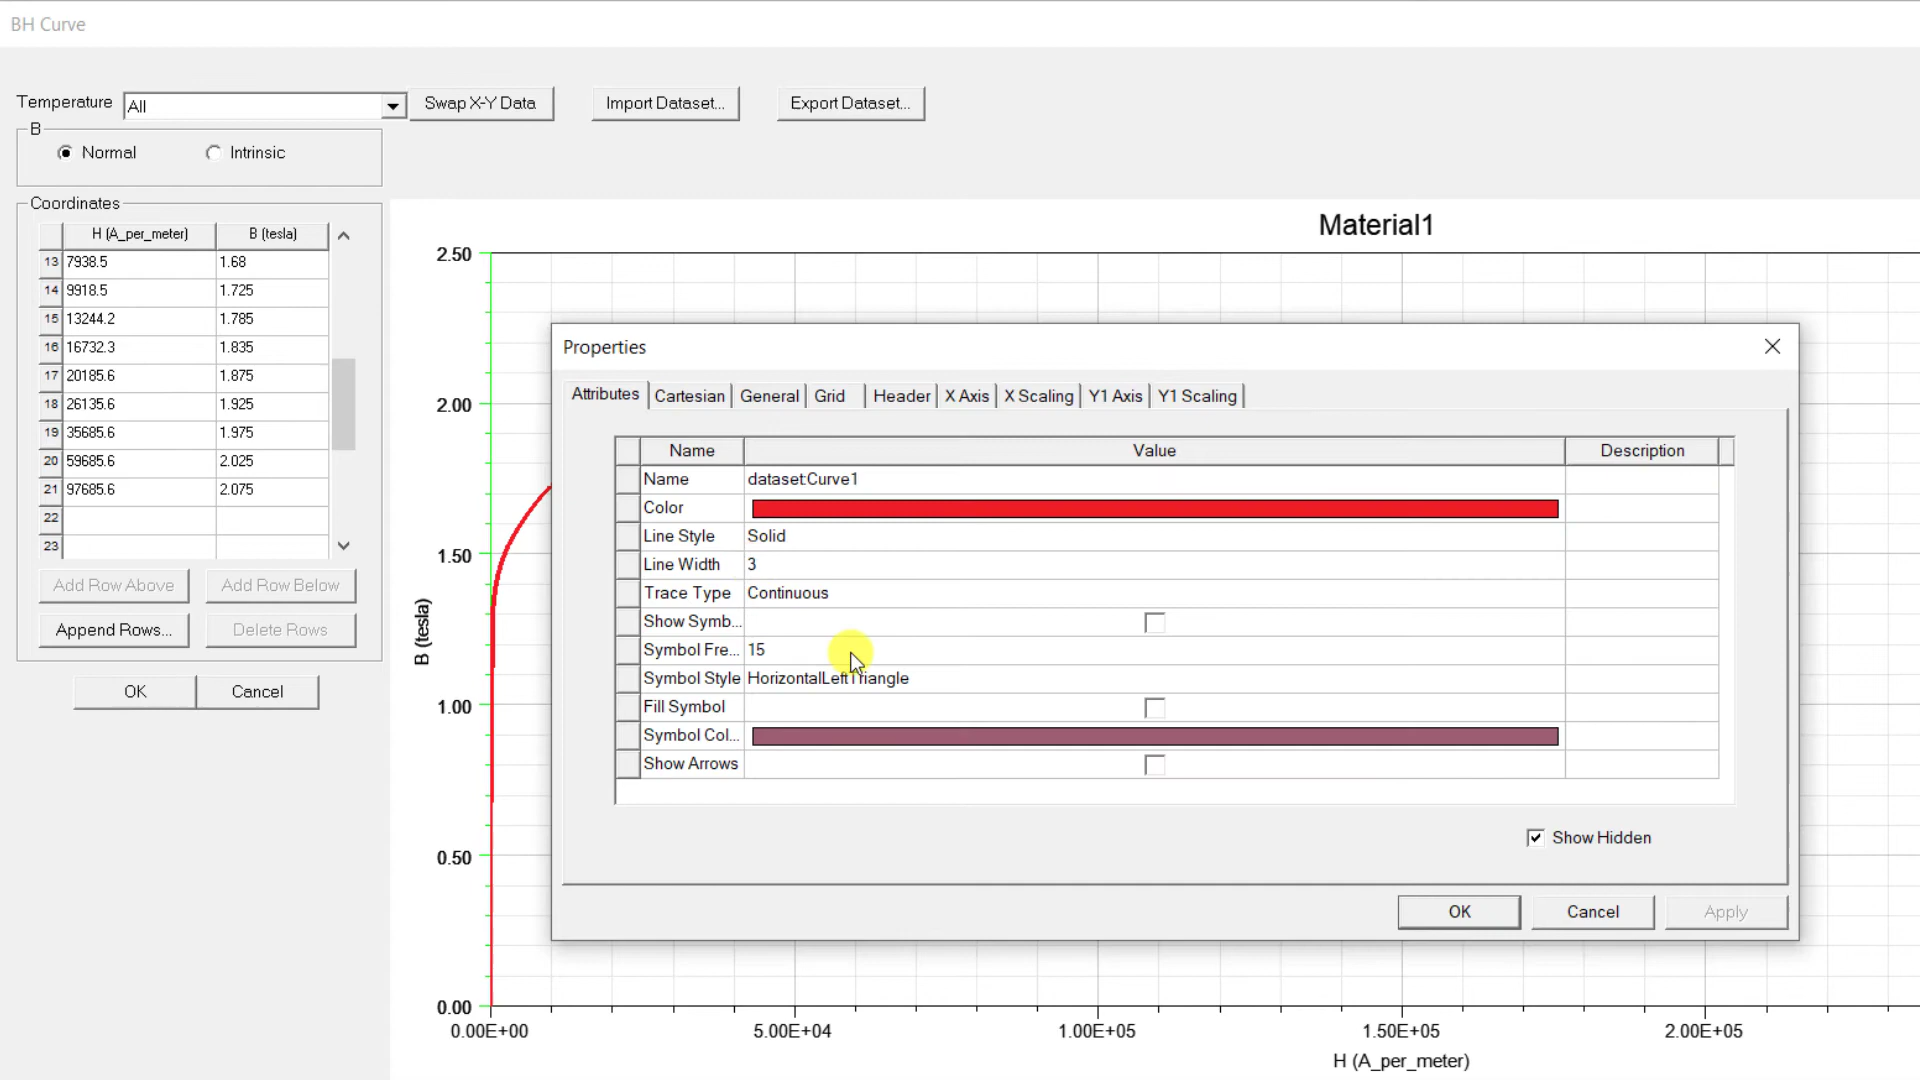 BH Curve
Temperature All Swap X-Y Data Import Dataset... Export Dataset...
B
Normal Intrinsic
Coordinates
H (A_per_meter) B (tesla)
13 7938.5 1.68
14 9918.5 1.725
15 13244.2 1.785
16 16732.3 1.835
17 20185.6 1.875
18 26135.6 1.925
19 35685.6 1.975
20 59685.6 2.025
21 97685.6 2.075
22
23
Add Row Above Add Row Below
Append Rows... Delete Rows
OK Cancel
Material1
2.50
2.00
1.50
1.00
0.50
0.00
B (tesla)
0.00E+00 5.00E+04 1.00E+05 1.50E+05 2.00E+05
H (A_per_meter)
Properties
Attributes Cartesian General Grid Header X Axis X Scaling Y1 Axis Y1 Scaling
Name Value Description
Name dataset:Curve1
Color
Line Style Solid
Line Width 3
Trace Type Continuous
Show Symb...
Symbol Fre... 15
Symbol Style HorizontalLeftTriangle
Fill Symbol
Symbol Col...
Show Arrows
Show Hidden
OK Cancel Apply